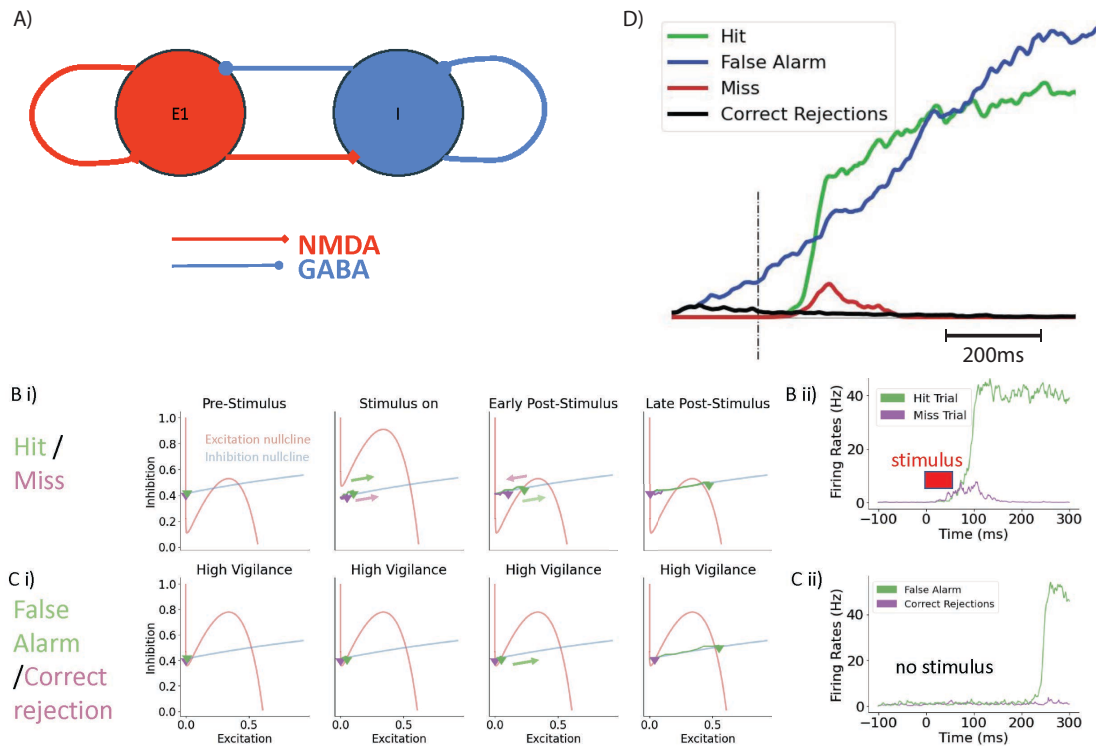 A)
E1
I
NMDA
GABA
D)
Hit
False Alarm
Miss
Correct Rejections
200ms
B i)
Hit /
Miss
Pre-Stimulus
Stimulus on
Early Post-Stimulus
Late Post-Stimulus
Excitation nullcline
Inhibition nullcline
Inhibition
1.0
0.8
0.6
0.4
0.2
0.0
B ii)
Hit Trial
Miss Trial
stimulus
Firing Rates (Hz)
40
20
0
-100
0
100
200
300
Time (ms)
C i)
False
Alarm
/Correct
rejection
High Vigilance
High Vigilance
High Vigilance
High Vigilance
Inhibition
1.0
0.8
0.6
0.4
0.2
0.0
0.0
0.5
0.0
0.5
0.0
0.5
0.0
0.5
Excitation
Excitation
Excitation
Excitation
C ii)
False Alarm
Correct Rejections
no stimulus
Firing Rates (Hz)
40
20
0
-100
0
100
200
300
Time (ms)